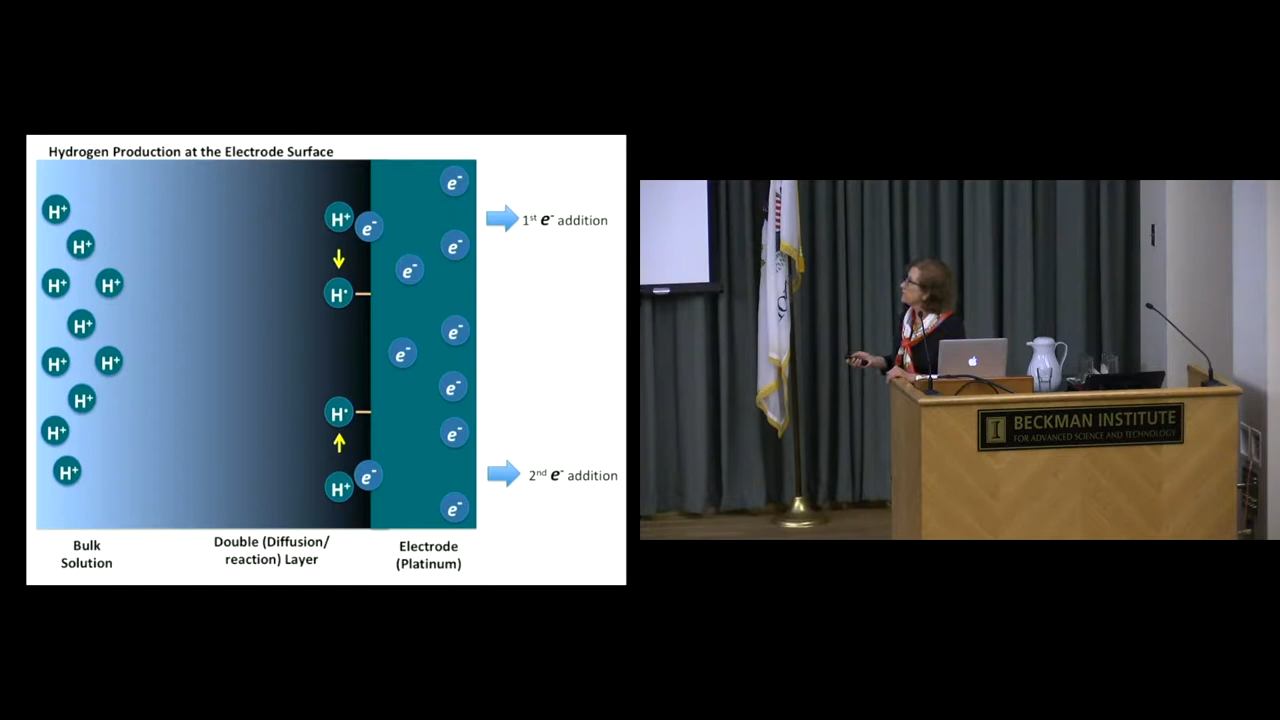 Hydrogen Production at the Electrode Surface
e⁻
H⁺
H⁺
e⁻
1st e⁻ addition
H⁺
e⁻
e⁻
H⁺
H⁺
H•
H⁺
e⁻
H⁺
H⁺
e⁻
e⁻
H⁺
H•
H⁺
e⁻
H⁺
H⁺
e⁻
2nd e⁻ addition
e⁻
Bulk
Solution
Double (Diffusion/
reaction) Layer
Electrode
(Platinum)
I
BECKMAN INSTITUTE
FOR ADVANCED SCIENCE AND TECHNOLOGY